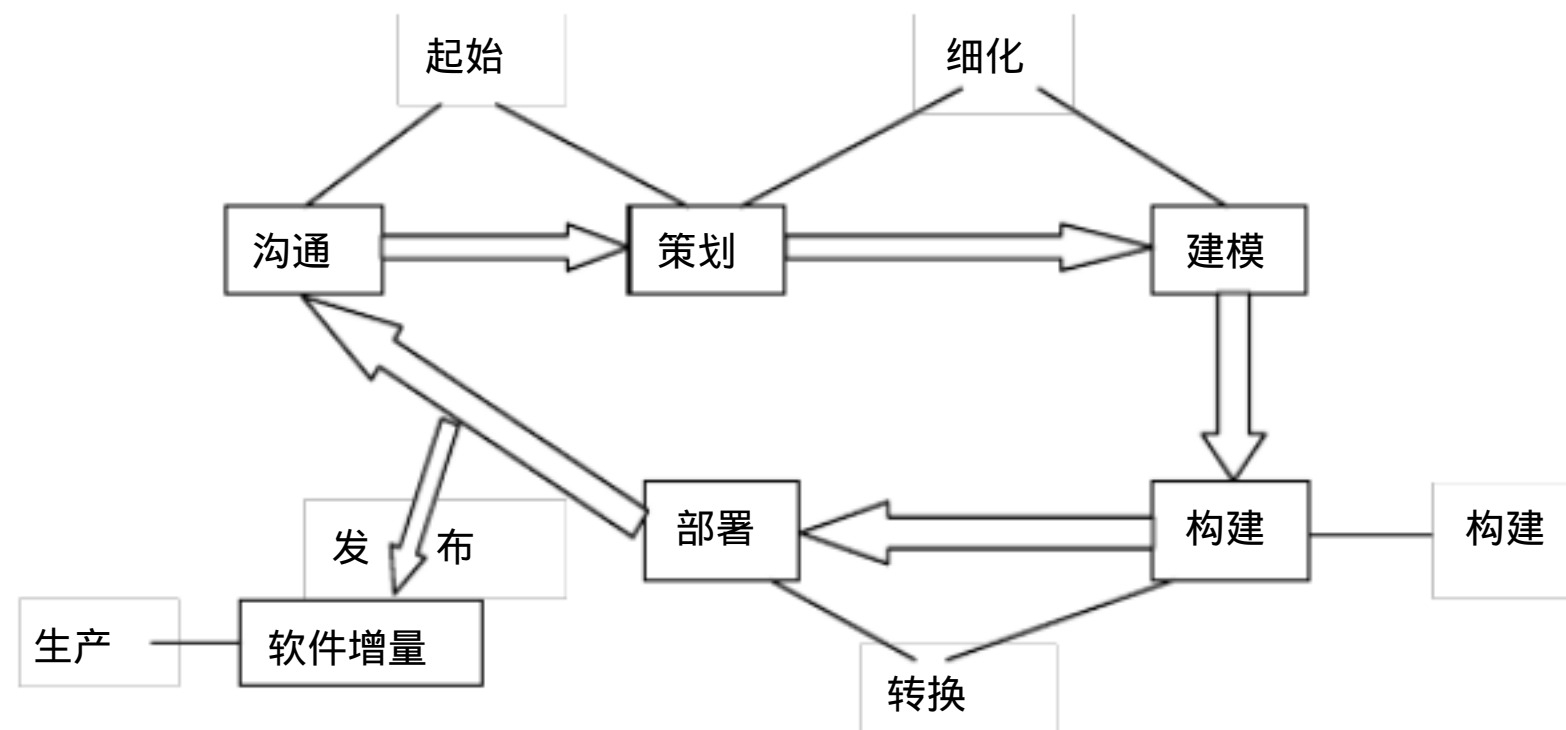 起始
细化
沟通
策划
建模
部署
构建
构建
发 布
生产
软件增量
转换